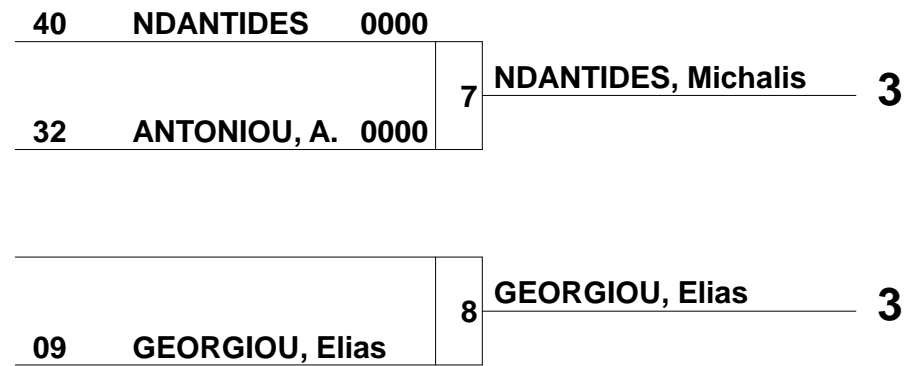 40 NDANTIDES 0000
NDANTIDES, Michalis 3
7
32 ANTONIOU, A. 0000
GEORGIOU, Elias 3
8
09 GEORGIOU, Elias